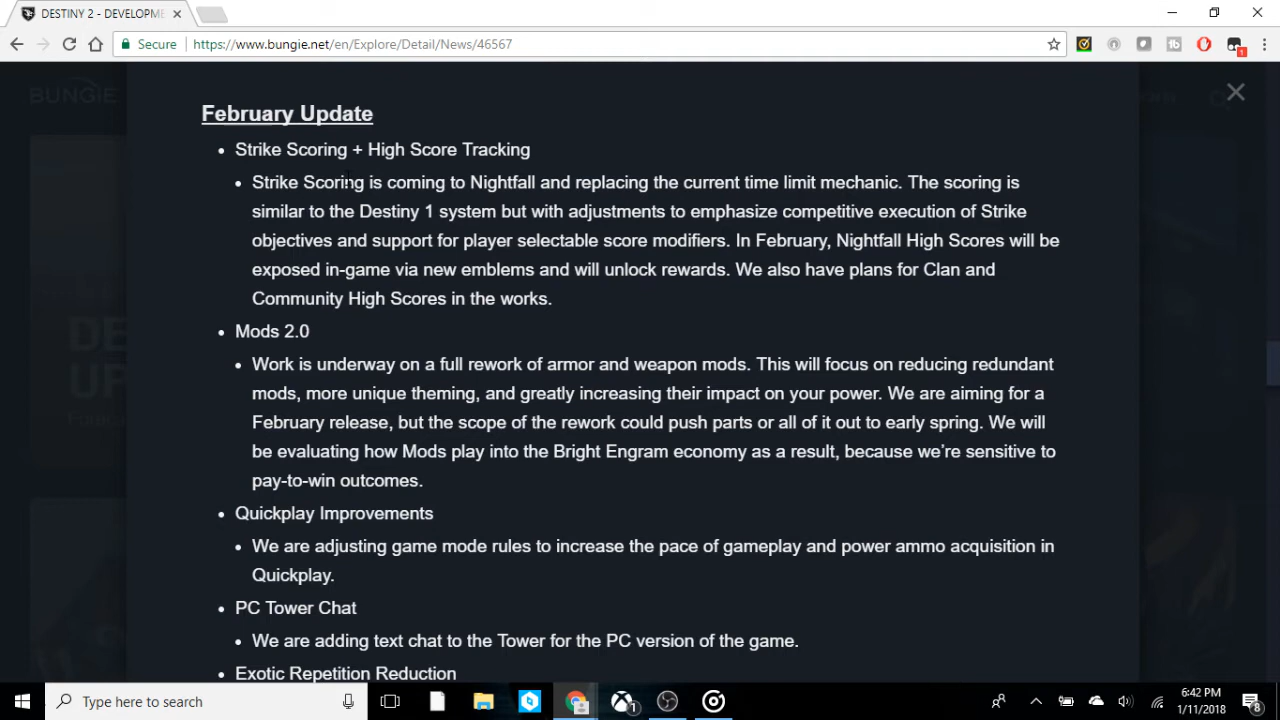 DESTINY 2 - DEVELOPME
Secure
https://www.bungie.net/en/Explore/Detail/News/46567
1
BUNGIE
February Update
Strike Scoring + High Score Tracking
Strike Scoring is coming to Nightfall and replacing the current time limit mechanic. The scoring is
similar to the Destiny 1 system but with adjustments to emphasize competitive execution of Strike
objectives and support for player selectable score modifiers. In February, Nightfall High Scores will be
exposed in-game via new emblems and will unlock rewards. We also have plans for Clan and
Community High Scores in the works.
Mods 2.0
Work is underway on a full rework of armor and weapon mods. This will focus on reducing redundant
mods, more unique theming, and greatly increasing their impact on your power. We are aiming for a
February release, but the scope of the rework could push parts or all of it out to early spring. We will
be evaluating how Mods play into the Bright Engram economy as a result, because we're sensitive to
pay-to-win outcomes.
Quickplay Improvements
We are adjusting game mode rules to increase the pace of gameplay and power ammo acquisition in
Quickplay.
PC Tower Chat
We are adding text chat to the Tower for the PC version of the game.
Exotic Repetition Reduction
Type here to search
1
6:42 PM
1/11/2018
8